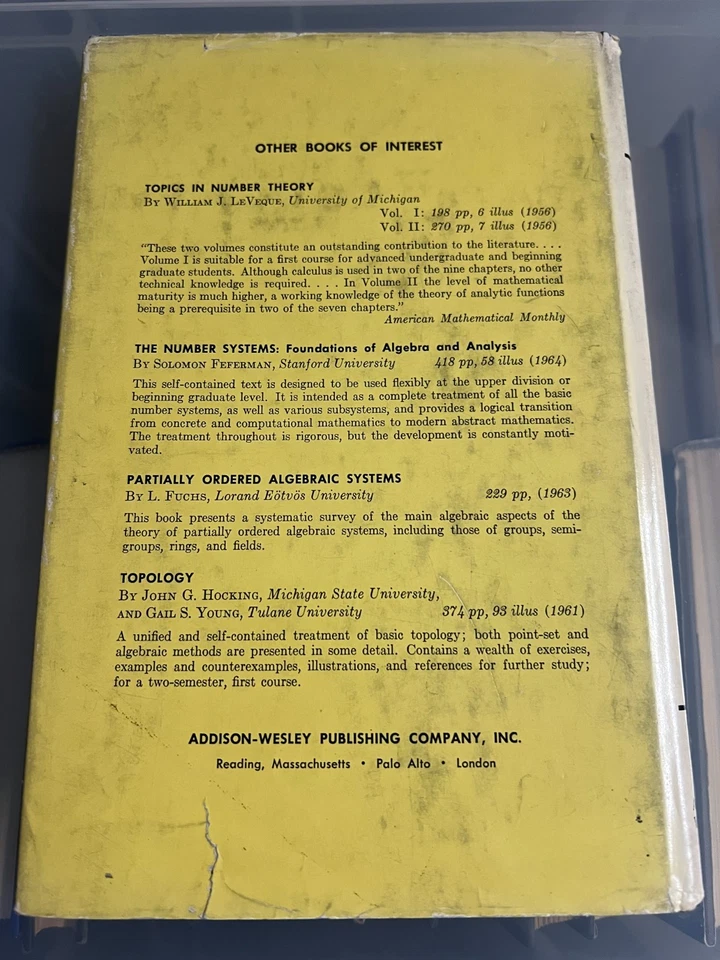 OTHER BOOKS OF INTEREST
TOPICS IN NUMBER THEORY
By William J. LeVeque, University of Michigan
Vol. I: 198 pp, 6 illus (1956)
Vol. II: 270 pp, 7 illus (1956)
"These two volumes constitute an outstanding contribution to the literature. . . .
Volume I is suitable for a first course for advanced undergraduate and beginning
graduate students. Although calculus is used in two of the nine chapters, no other
technical knowledge is required. . . . In Volume II the level of mathematical
maturity is much higher, a working knowledge of the theory of analytic functions
being a prerequisite in two of the seven chapters."
American Mathematical Monthly
THE NUMBER SYSTEMS: Foundations of Algebra and Analysis
By Solomon Feferman, Stanford University 418 pp, 58 illus (1964)
This self-contained text is designed to be used flexibly at the upper division or
beginning graduate level. It is intended as a complete treatment of all the basic
number systems, as well as various subsystems, and provides a logical transition
from concrete and computational mathematics to modern abstract mathematics.
The treatment throughout is rigorous, but the development is constantly moti-
vated.
PARTIALLY ORDERED ALGEBRAIC SYSTEMS
By L. Fuchs, Lorand Eötvös University 229 pp, (1963)
This book presents a systematic survey of the main algebraic aspects of the
theory of partially ordered algebraic systems, including those of groups, semi-
groups, rings, and fields.
TOPOLOGY
By John G. Hocking, Michigan State University,
and Gail S. Young, Tulane University 374 pp, 93 illus (1961)
A unified and self-contained treatment of basic topology; both point-set and
algebraic methods are presented in some detail. Contains a wealth of exercises,
examples and counterexamples, illustrations, and references for further study;
for a two-semester, first course.
ADDISON-WESLEY PUBLISHING COMPANY, INC.
Reading, Massachusetts • Palo Alto • London